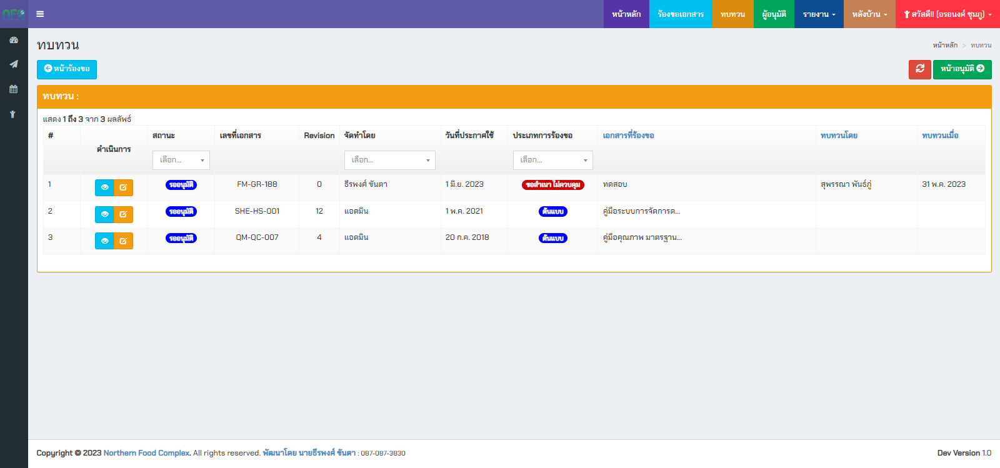 NFC
หน้าหลัก ร้องขอเอกสาร ทบทวน ผู้อนุมัติ รายงาน หลังบ้าน สวัสดี!! (อรอนงค์ ชุมภู)
ทบทวน
หน้าหลัก > ทบทวน
หน้าร้องขอ
หน้าอนุมัติ
ทบทวน :
แสดง 1 ถึง 3 จาก 3 ผลลัพธ์
# ดำเนินการ สถานะ เลขที่เอกสาร Revision จัดทำโดย วันที่ประกาศใช้ ประเภทการร้องขอ เอกสารที่ร้องขอ ทบทวนโดย ทบทวนเมื่อ
เลือก... เลือก... เลือก...
1 รออนุมัติ FM-GR-188 0 ธีรพงศ์ ขันตา 1 มิ.ย. 2023 ขอสำเนา ไม่ควบคุม ทดสอบ สุพรรณา พันธ์ภู่ 31 พ.ค. 2023
2 รออนุมัติ SHE-HS-001 12 แอดมิน 1 พ.ค. 2021 ต้นแบบ คู่มือระบบการจัดการด...
3 รออนุมัติ QM-QC-007 4 แอดมิน 20 ก.ค. 2018 ต้นแบบ คู่มือคุณภาพ มาตรฐาน...
Copyright © 2023 Northern Food Complex. All rights reserved. พัฒนาโดย นายธีรพงศ์ ขันตา : 087-087-3830
Dev Version 1.0